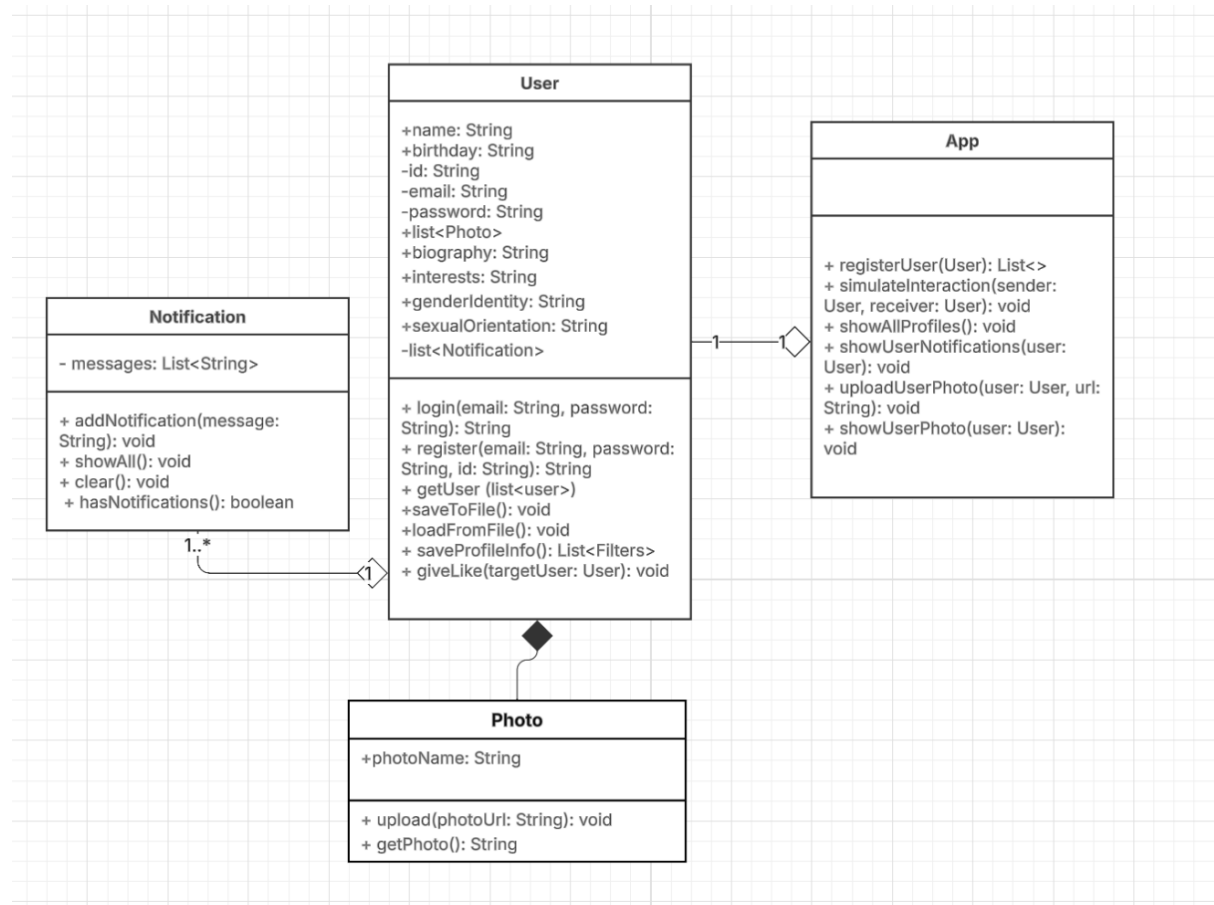 User
+name: String
+birthday: String
-id: String
-email: String
-password: String
+list<Photo>
+biography: String
+interests: String
+genderIdentity: String
+sexualOrientation: String
-list<Notification>
+ login(email: String, password:
String): String
+ register(email: String, password:
String, id: String): String
+ getUser (list<user>)
+saveToFile(): void
+loadFromFile(): void
+ saveProfileInfo(): List<Filters>
+ giveLike(targetUser: User): void
App
+ registerUser(User): List<>
+ simulateInteraction(sender:
User, receiver: User): void
+ showAllProfiles(): void
+ showUserNotifications(user:
User): void
+ uploadUserPhoto(user: User, url:
String): void
+ showUserPhoto(user: User):
void
1
1
Notification
- messages: List<String>
+ addNotification(message:
String): void
+ showAll(): void
+ clear(): void
+ hasNotifications(): boolean
1..*
1
Photo
+photoName: String
+ upload(photoUrl: String): void
+ getPhoto(): String